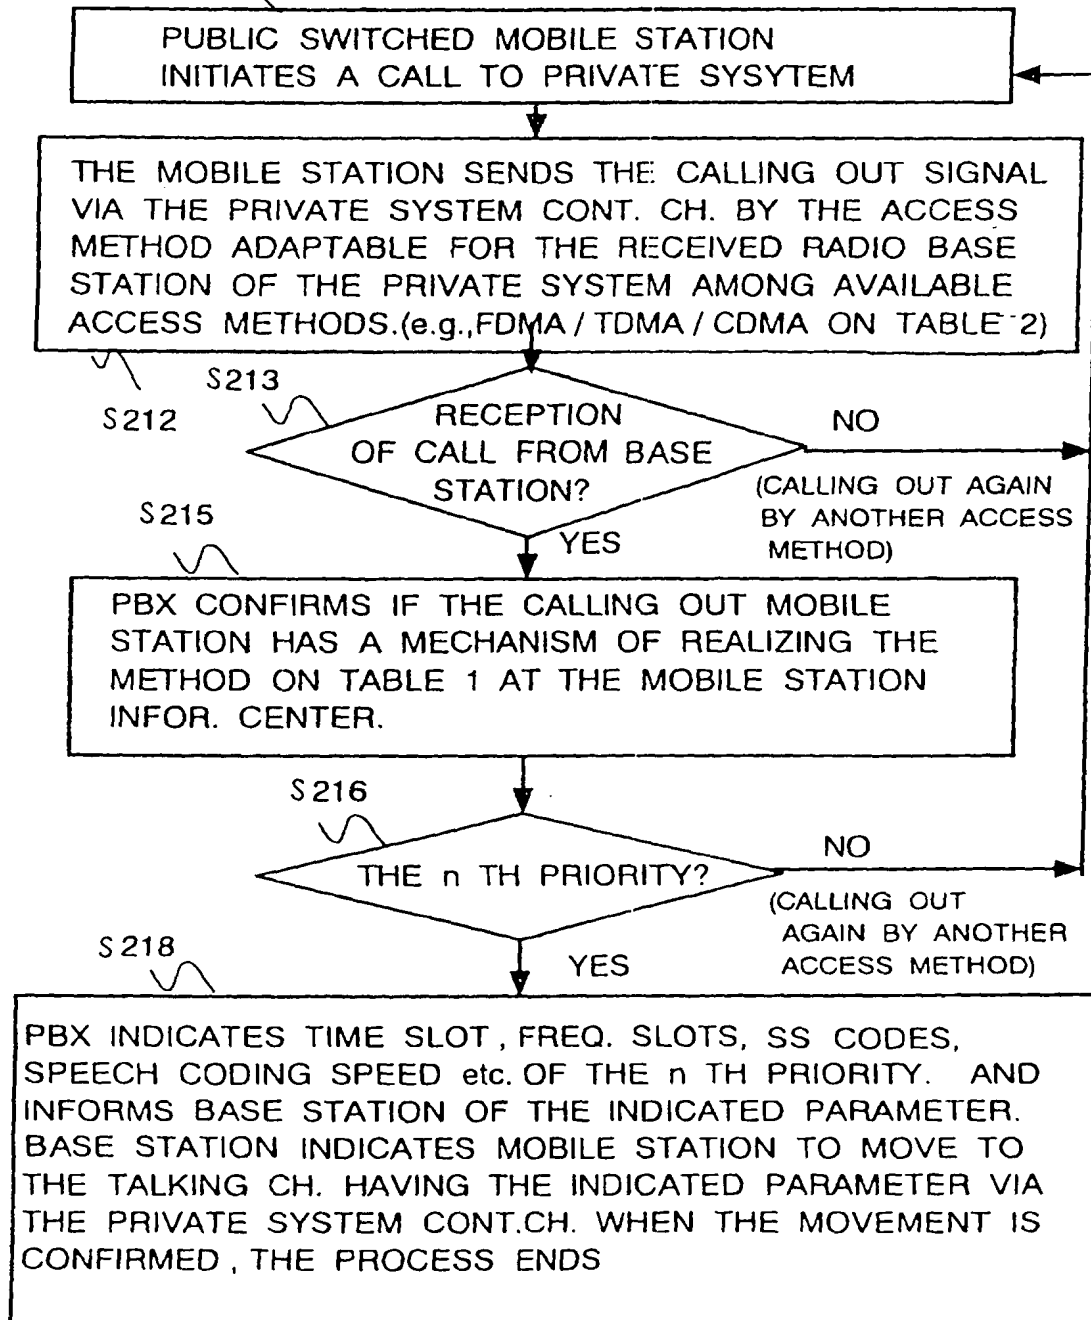 PUBLIC SWITCHED MOBILE STATION
INITIATES A CALL TO PRIVATE SYSYTEM
THE MOBILE STATION SENDS THE CALLING OUT SIGNAL
VIA THE PRIVATE SYSTEM CONT. CH. BY THE ACCESS
METHOD ADAPTABLE FOR THE RECEIVED RADIO BASE
STATION OF THE PRIVATE SYSTEM AMONG AVAILABLE
ACCESS METHODS.(e.g.,FDMA / TDMA / CDMA ON TABLE 2)
S212
S213
RECEPTION
OF CALL FROM BASE
STATION?
NO
(CALLING OUT AGAIN
BY ANOTHER ACCESS
METHOD)
YES
S215
PBX CONFIRMS IF THE CALLING OUT MOBILE
STATION HAS A MECHANISM OF REALIZING THE
METHOD ON TABLE 1 AT THE MOBILE STATION
INFOR. CENTER.
S216
THE n TH PRIORITY?
NO
(CALLING OUT
AGAIN BY ANOTHER
ACCESS METHOD)
YES
S218
PBX INDICATES TIME SLOT, FREQ. SLOTS, SS CODES,
SPEECH CODING SPEED etc. OF THE n TH PRIORITY. AND
INFORMS BASE STATION OF THE INDICATED PARAMETER.
BASE STATION INDICATES MOBILE STATION TO MOVE TO
THE TALKING CH. HAVING THE INDICATED PARAMETER VIA
THE PRIVATE SYSTEM CONT.CH. WHEN THE MOVEMENT IS
CONFIRMED, THE PROCESS ENDS